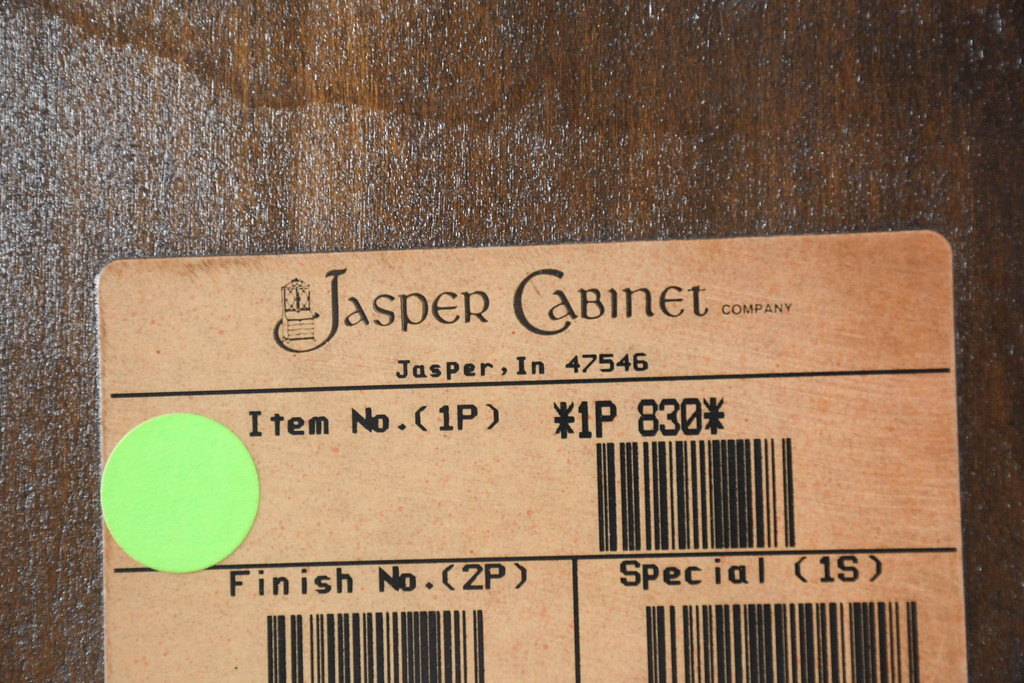 Jasper Cabinet COMPANY
Jasper, In 47546
Item No.(1P) *1P 830*
Finish No.(2P) Special (1S)